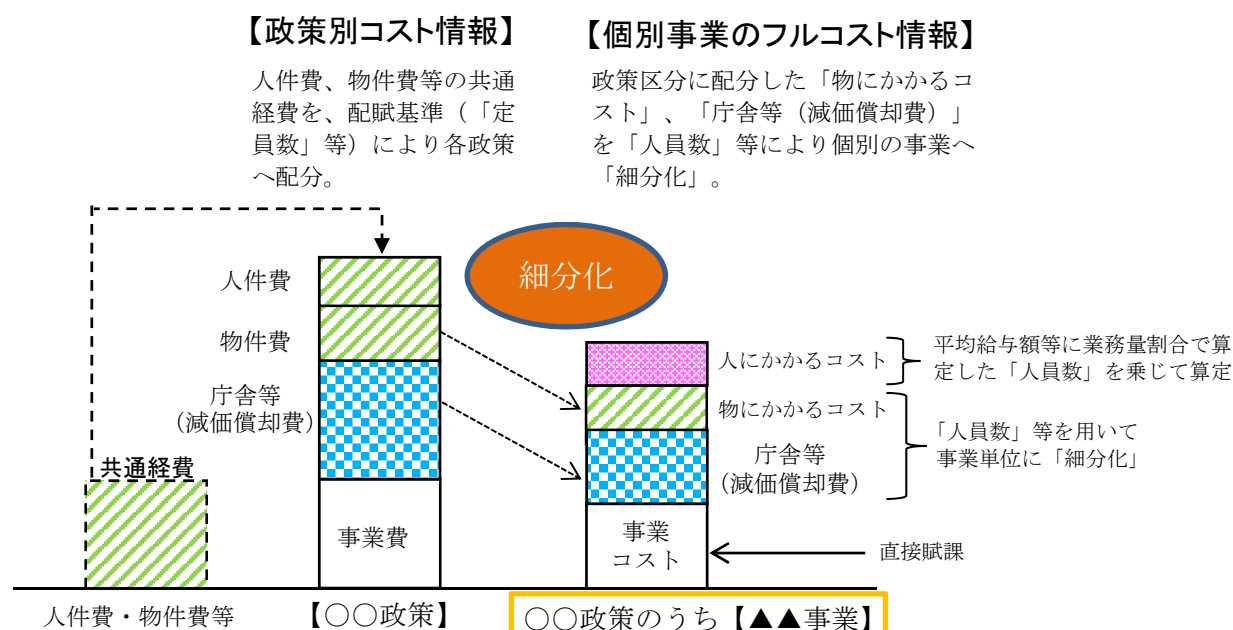 【政策別コスト情報】
人件費、物件費等の共通
経費を、配賦基準（「定
員数」等）により各政策
へ配分。
【個別事業のフルコスト情報】
政策区分に配分した「物にかかるコ
スト」、「庁舎等（減価償却費）」
を「人員数」等により個別の事業へ
「細分化」。
細分化
人件費
物件費
庁舎等
（減価償却費）
共通経費
事業費
人にかかるコスト
物にかかるコスト
庁舎等
（減価償却費）
事業
コスト
平均給与額等に業務量割合で算
定した「人員数」を乗じて算定
「人員数」等を用いて
事業単位に「細分化」
直接賦課
人件費・物件費等
【○○政策】
○○政策のうち【▲▲事業】